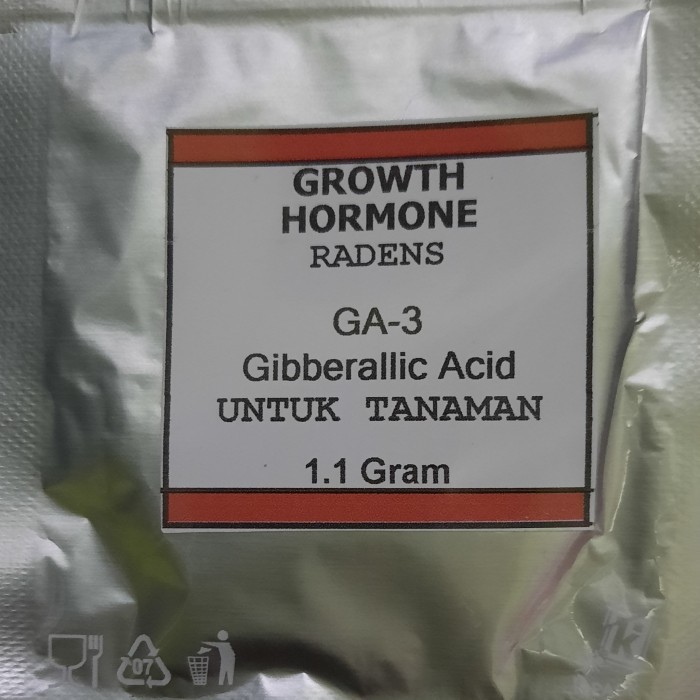 GROWTH
HORMONE
RADENS
GA-3
Gibberallic Acid
UNTUK TANAMAN
1.1 Gram
07